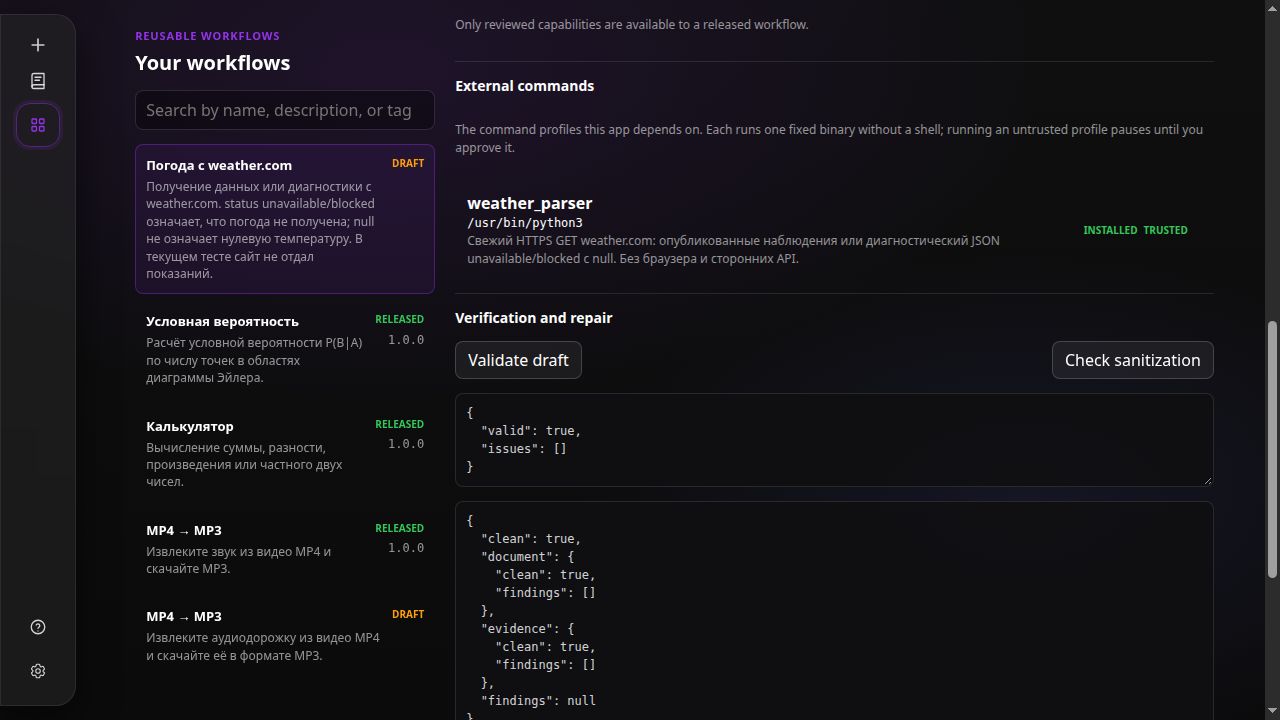 REUSABLE WORKFLOWS
Your workflows
Search by name, description, or tag
Погода с weather.com
DRAFT
Получение данных или диагностики с
weather.com. status unavailable/blocked
означает, что погода не получена; null
не означает нулевую температуру. В
текущем тесте сайт не отдал
показаний.
Условная вероятность
RELEASED
Расчёт условной вероятности P(B|A)
1.0.0
по числу точек в областях
диаграммы Эйлера.
Калькулятор
RELEASED
Вычисление суммы, разности,
1.0.0
произведения или частного двух
чисел.
MP4 → MP3
RELEASED
Извлеките звук из видео MP4 и
1.0.0
скачайте MP3.
MP4 → MP3
DRAFT
Извлеките аудиодорожку из видео MP4
и скачайте её в формате MP3.
Only reviewed capabilities are available to a released workflow.
External commands
The command profiles this app depends on. Each runs one fixed binary without a shell; running an untrusted profile pauses until you
approve it.
weather_parser
/usr/bin/python3
Свежий HTTPS GET weather.com: опубликованные наблюдения или диагностический JSON
unavailable/blocked с null. Без браузера и сторонних API.
INSTALLED TRUSTED
Verification and repair
Validate draft
Check sanitization
{
  "valid": true,
  "issues": []
}
{
  "clean": true,
  "document": {
    "clean": true,
    "findings": []
  },
  "evidence": {
    "clean": true,
    "findings": []
  },
  "findings": null
}